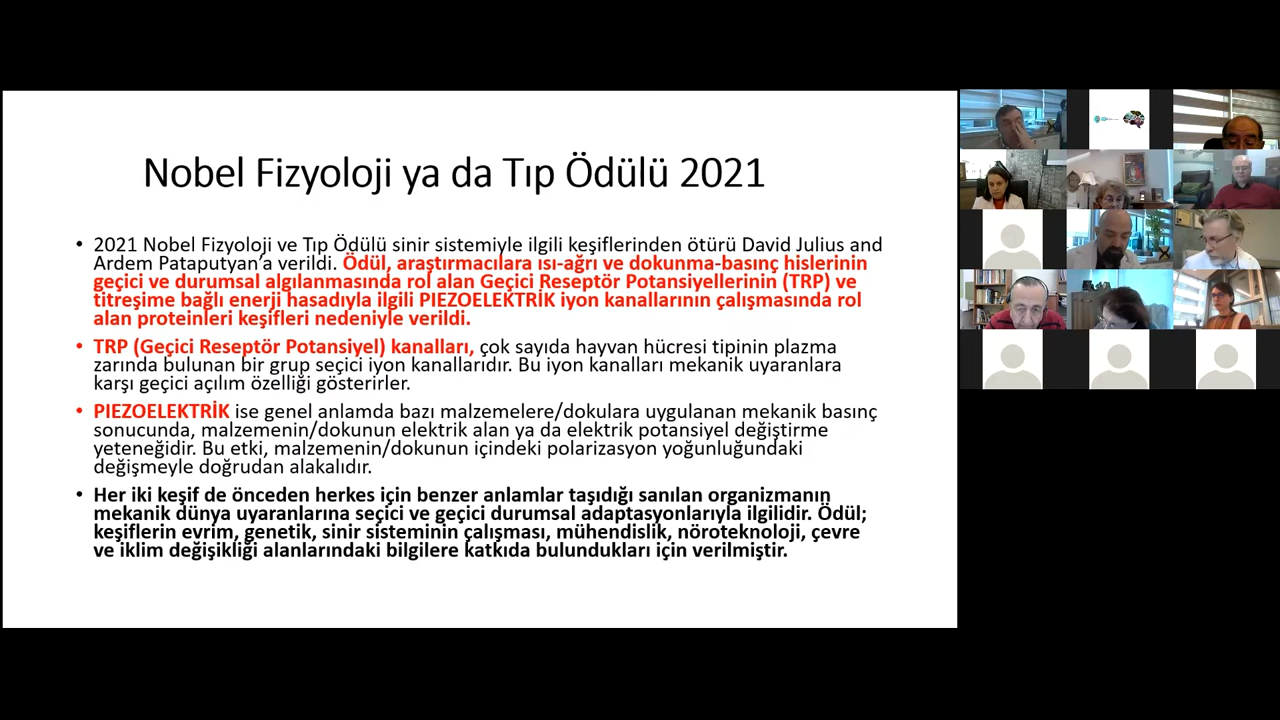 Nobel Fizyoloji ya da Tıp Ödülü 2021
• 2021 Nobel Fizyoloji ve Tıp Ödülü sinir sistemiyle ilgili keşiflerinden ötürü David Julius and
Ardem Pataputyan’a verildi. Ödül, araştırmacılara ısı-ağrı ve dokunma-basınç hislerinin
geçici ve durumsal algılanmasında rol alan Geçici Reseptör Potansiyellerinin (TRP) ve
titreşime bağlı enerji hasadıyla ilgili PIEZOELEKTRİK iyon kanallarının çalışmasında rol
alan proteinleri keşifleri nedeniyle verildi.
• TRP (Geçici Reseptör Potansiyel) kanalları, çok sayıda hayvan hücresi tipinin plazma
zarında bulunan bir grup seçici iyon kanallarıdır. Bu iyon kanalları mekanik uyaranlara
karşı geçici açılım özelliği gösterirler.
• PIEZOELEKTRİK ise genel anlamda bazı malzemelere/dokulara uygulanan mekanik basınç
sonucunda, malzemenin/dokunun elektrik alan ya da elektrik potansiyel değiştirme
yeteneğidir. Bu etki, malzemenin/dokunun içindeki polarizasyon yoğunluğundaki
değişmeyle doğrudan alakalıdır.
• Her iki keşif de önceden herkes için benzer anlamlar taşıdığı sanılan organizmanın
mekanik dünya uyaranlarına seçici ve geçici durumsal adaptasyonlarıyla ilgilidir. Ödül;
keşiflerin evrim, genetik, sinir sisteminin çalışması, mühendislik, nöroteknoloji, çevre
ve iklim değişikliği alanlarındaki bilgilere katkıda bulundukları için verilmiştir.